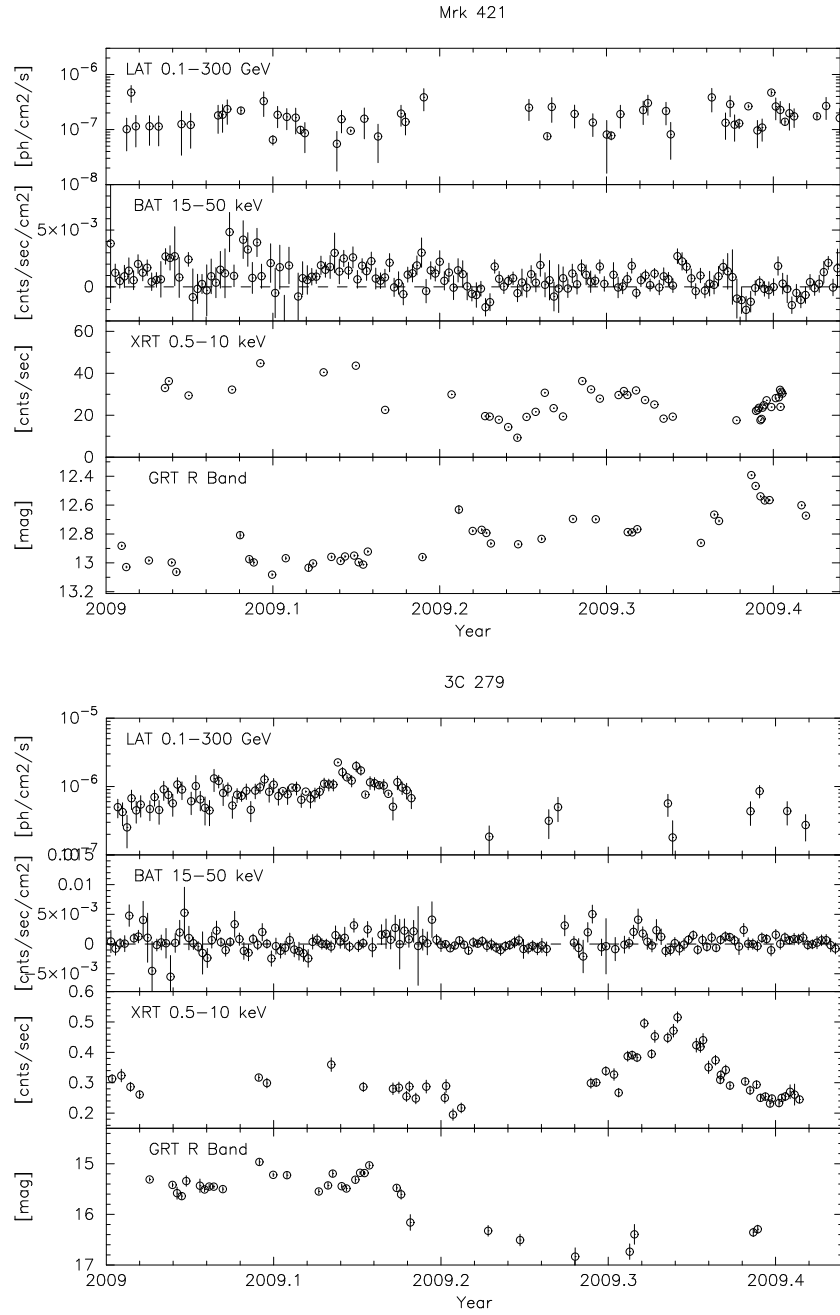 Mrk 421
LAT 0.1−300 GeV
10−6
10−7
10−8
[ph/cm2/s]
BAT 15−50 keV
5×10−3
0
[cnts/sec/cm2]
XRT 0.5−10 keV
60
40
20
0
[cnts/sec]
GRT R Band
12.4
12.6
12.8
13
13.2
[mag]
2009 2009.1 2009.2 2009.3 2009.4
Year
3C 279
LAT 0.1−300 GeV
10−5
10−6
10−7
[ph/cm2/s]
BAT 15−50 keV
0.015
0.01
5×10−3
0
−5×10−3
[cnts/sec/cm2]
XRT 0.5−10 keV
0.6
0.5
0.4
0.3
0.2
[cnts/sec]
GRT R Band
15
16
17
[mag]
2009 2009.1 2009.2 2009.3 2009.4
Year